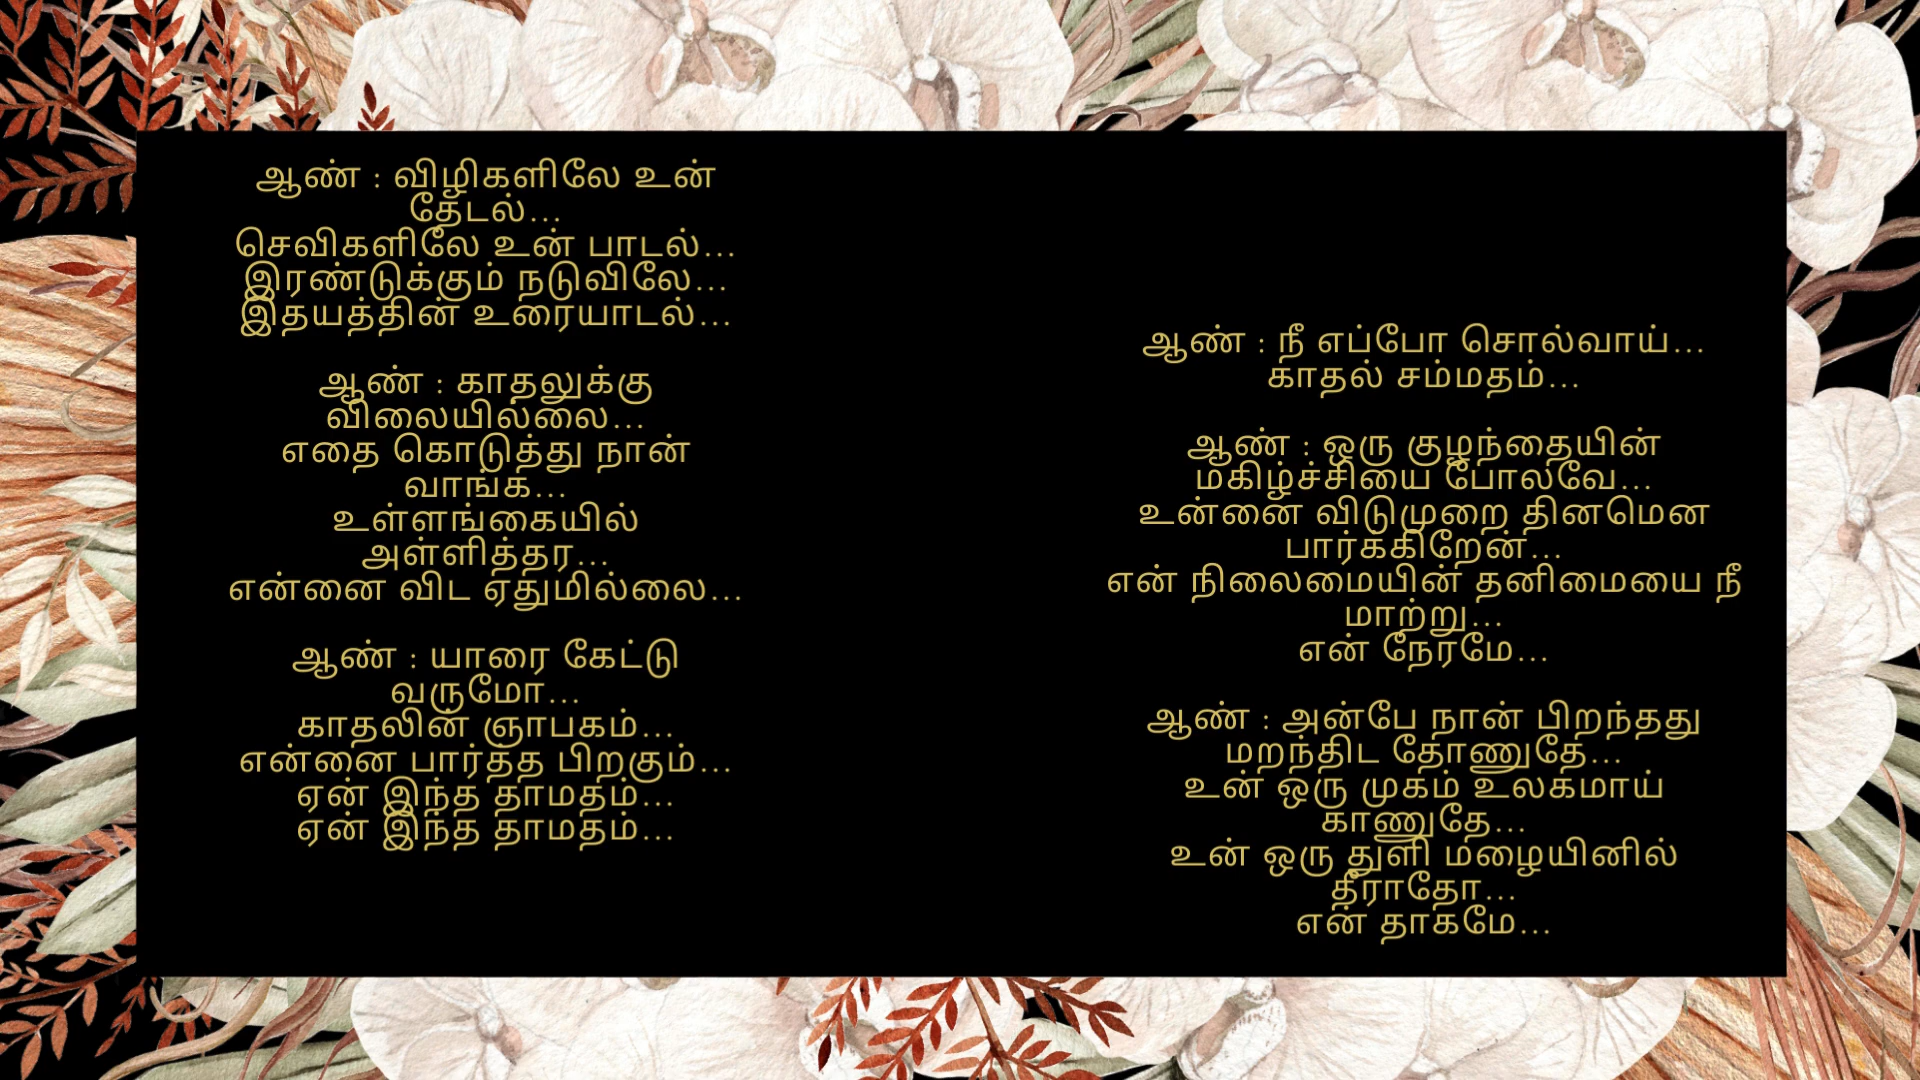 ஆண் : விழிகளிலே உன்
தேடல்...
செவிகளிலே உன் பாடல்...
இரண்டுக்கும் நடுவிலே...
இதயத்தின் உரையாடல்...
ஆண் : காதலுக்கு
விலையில்லை...
எதை கொடுத்து நான்
வாங்க...
உள்ளங்கையில்
அள்ளித்தர...
என்னை விட ஏதுமில்லை...
ஆண் : யாரை கேட்டு
வருமோ...
காதலின் ஞாபகம்...
என்னை பார்த்த பிறகும்...
ஏன் இந்த தாமதம்...
ஏன் இந்த தாமதம்...
ஆண் : நீ எப்போ சொல்வாய்...
காதல் சம்மதம்...
ஆண் : ஒரு குழந்தையின்
மகிழ்ச்சியை போலவே...
உன்னை விடுமுறை தினமென
பார்க்கிறேன்...
என் நிலைமையின் தனிமையை நீ
மாற்று...
என் நேரமே...
ஆண் : அன்பே நான் பிறந்தது
மறந்திட தோணுதே...
உன் ஒரு முகம் உலகமாய்
காணுதே...
உன் ஒரு துளி மழையினில்
தீராதோ...
என் தாகமே...